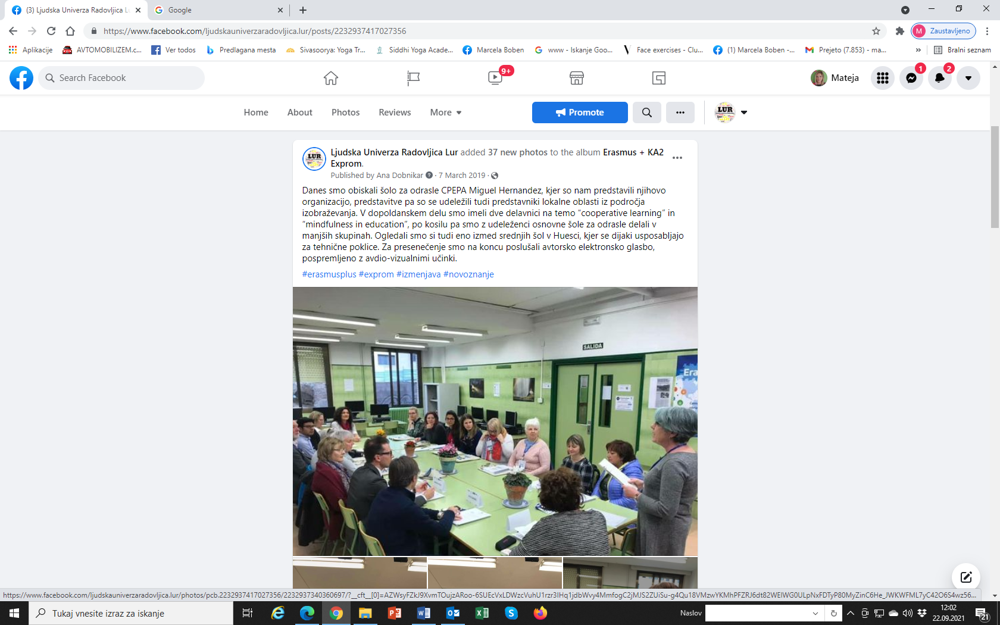 (3) Ljudska Univerza Radovljica Lu
Google
https://www.facebook.com/ljudskauniverzaradovljica.lur/posts/2232937417027356
M Zaustavljeno
Aplikacije AVTOMOBILIZEM.c... Ver todos Predlagana mesta Sivasoorya: Yoga Tr... Siddhi Yoga Acade... Marcela Boben www - Iskanje Goo... Face exercises - Clu... (1) Marcela Boben -... Prejeto (7.853) - ma... » Bralni seznam
Search Facebook
9+
Mateja
1
2
Home About Photos Reviews More
Promote
LUR
Ljudska Univerza Radovljica Lur added 37 new photos to the album Erasmus + KA2
Exprom.
LUR
Published by Ana Dobnikar · 7 March 2019 ·
Danes smo obiskali šolo za odrasle CPEPA Miguel Hernandez, kjer so nam predstavili njihovo
organizacijo, predstavitve pa so se udeležili tudi predstavniki lokalne oblasti iz področja
izobraževanja. V dopoldanskem delu smo imeli dve delavnici na temo “cooperative learning” in
“mindfulness in education”, po kosilu pa smo z udeleženci osnovne šole za odrasle delali v
manjših skupinah. Ogledali smo si tudi eno izmed srednjih šol v Huesci, kjer se dijaki usposabljajo
za tehnične poklice. Za presenečenje smo na koncu poslušali avtorsko elektronsko glasbo,
pospremljeno z avdio-vizualnimi učinki.
#erasmusplus #exprom #izmenjava #novoznanje
SALIDA
Era
https://www.facebook.com/ljudskauniverzaradovljica.lur/photos/pcb.2232937417027356/2232937340360697/?__cft__[0]=AZWsyFZkJ9XvmTOujzARoo-6SUEcVxLDWzcVuhU1rzr3IHq1jdbWvy4MmfogC2jMJS2ZUiSu-g4Qu18VMzwYKMhPFZRJ6dt82WEIWG0ULpNxFDTyP80MyZinC6He_JWKWFML7yC42O6S4wz56...
Tukaj vnesite izraz za iskanje
Naslov
12:02
22.09.2021
21